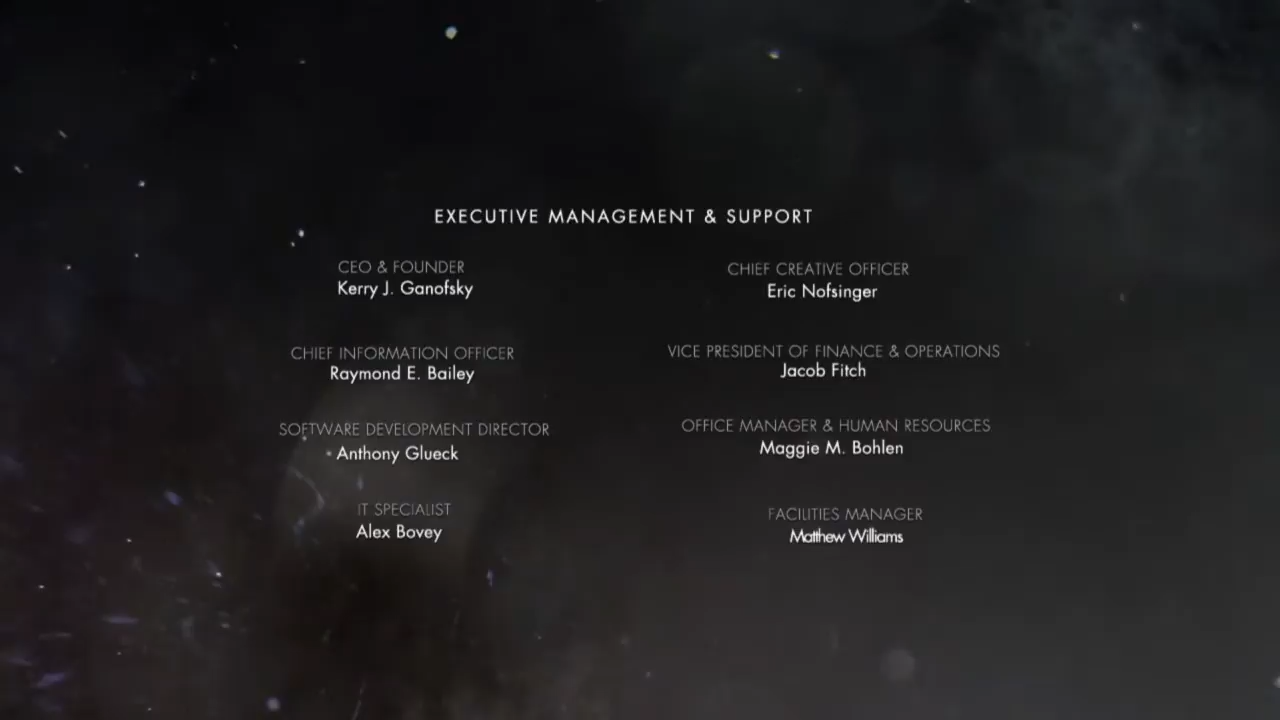 EXECUTIVE MANAGEMENT & SUPPORT
CEO & FOUNDER
Kerry J. Ganofsky
CHIEF CREATIVE OFFICER
Eric Nofsinger
CHIEF INFORMATION OFFICER
Raymond E. Bailey
VICE PRESIDENT OF FINANCE & OPERATIONS
Jacob Fitch
SOFTWARE DEVELOPMENT DIRECTOR
Anthony Glueck
OFFICE MANAGER & HUMAN RESOURCES
Maggie M. Bohlen
IT SPECIALIST
Alex Bovey
FACILITIES MANAGER
Matthew Williams